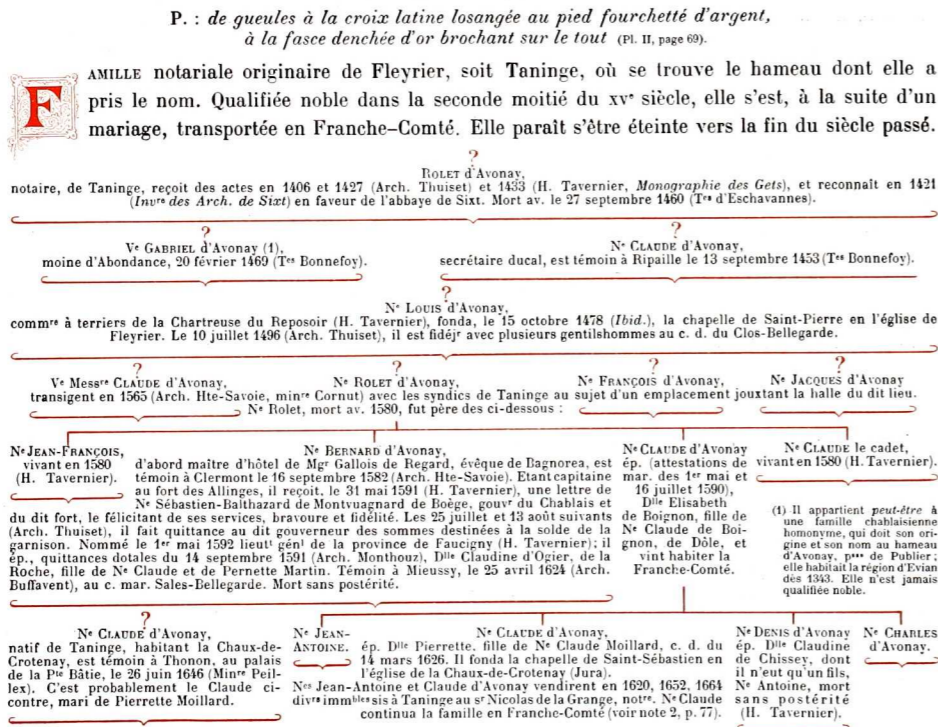 P. : de gueules à la croix latine losangée au pied fourchetté d'argent,
à la fasce denchée d'or brochant sur le tout (Pl. II, page 69).
FAMILLE notariale originaire de Fleyrier, soit Taninge, où se trouve le hameau dont elle a
pris le nom. Qualifiée noble dans la seconde moitié du XVe siècle, elle s'est, à la suite d'un
mariage, transportée en Franche-Comté. Elle paraît s'être éteinte vers la fin du siècle passé.
?
ROLET d'Avonay,
notaire, de Taninge, reçoit des actes en 1406 et 1427 (Arch. Thuiset) et 1433 (H. Tavernier, Monographie des Gets), et reconnaît en 1421
(Invre des Arch. de Sixt) en faveur de l'abbaye de Sixt. Mort av. le 27 septembre 1460 (Tes d'Eschavannes).
?
Ve GABRIEL d'Avonay (1),
moine d'Abondance, 20 février 1469 (Tes Bonnefoy).
?
Ne CLAUDE d'Avonay,
secrétaire ducal, est témoin à Ripaille le 13 septembre 1453 (Tes Bonnefoy).
?
Ne LOUIS d'Avonay,
commre à terriers de la Chartreuse du Reposoir (H. Tavernier), fonda, le 15 octobre 1478 (Ibid.), la chapelle de Saint-Pierre en l'église de
Fleyrier. Le 10 juillet 1496 (Arch. Thuiset), il est fidéjr avec plusieurs gentilshommes au c. d. du Clos-Bellegarde.
? ? ? ?
Ve Messre CLAUDE d'Avonay, Ne ROLET d'Avonay, Ne FRANÇOIS d'Avonay, Ne JACQUES d'Avonay
transigent en 1565 (Arch. Hte-Savoie, minre Cornut) avec les syndics de Taninge au sujet d'un emplacement jouxtant la halle du dit lieu.
Ne Rolet, mort av. 1580, fut père des ci-dessous :
Ne JEAN-FRANÇOIS,
vivant en 1580
(H. Tavernier).
Ne BERNARD d'Avonay,
d'abord maître d'hôtel de Mgr Gallois de Regard, évêque de Bagnorea, est
témoin à Clermont le 16 septembre 1582 (Arch. Hte-Savoie). Etant capitaine
au fort des Allinges, il reçoit, le 31 mai 1591 (H. Tavernier), une lettre de
Ne Sébastien-Balthazard de Montvuagnard de Boège, gouvr du Chablais et
du dit fort, le félicitant de ses services, bravoure et fidélité. Les 25 juillet et 13 août suivants
(Arch. Thuiset), il fait quittance au dit gouverneur des sommes destinées à la solde de la
garnison. Nommé le 1er mai 1592 lieutt génl de la province de Faucigny (H. Tavernier); il
ép., quittances dotales du 14 septembre 1591 (Arch. Monthoux), Dlle Claudine d'Ogier, de la
Roche, fille de Ne Claude et de Pernette Martin. Témoin à Mieussy, le 25 avril 1624 (Arch.
Buffavent), au c. mar. Sales-Bellegarde. Mort sans postérité.
Ne CLAUDE d'Avonay
ép. (attestations de
mar. des 1er mai et
16 juillet 1590),
Dlle Elisabeth
de Boignon, fille de
Ne Claude de Boi-
gnon, de Dôle, et
vint habiter la
Franche-Comté.
Ne CLAUDE le cadet,
vivant en 1580 (H. Tavernier).
(1) Il appartient peut-être à
une famille chablaisienne
homonyme, qui doit son ori-
gine et son nom au hameau
d'Avonay, psse de Publier;
elle habitait la région d'Evian
dès 1343. Elle n'est jamais
qualifiée noble.
?
Ne CLAUDE d'Avonay,
natif de Taninge, habitant la Chaux-de-
Crotenay, est témoin à Thonon, au palais
de la Pte Bâtie, le 26 juin 1646 (Minre Peil-
lex). C'est probablement le Claude ci-
contre, mari de Pierrette Moillard.
Ne JEAN-
ANTOINE.
Ne CLAUDE d'Avonay,
ép. Dlle Pierrette, fille de Ne Claude Moillard, c. d. du
14 mars 1626. Il fonda la chapelle de Saint-Sébastien en
l'église de la Chaux-de-Crotenay (Jura).
Nes Jean-Antoine et Claude d'Avonay vendirent en 1620, 1652, 1664
divrs immbles sis à Taninge au sr Nicolas de la Grange, notre. Ne Claude
continua la famille en Franche-Comté (voir note 2, p. 77).
Ne DENIS d'Avonay
ép. Dlle Claudine
de Chissey, dont
il n'eut qu'un fils,
Ne Antoine, mort
sans postérité
(H. Tavernier).
Ne CHARLES
d'Avonay.